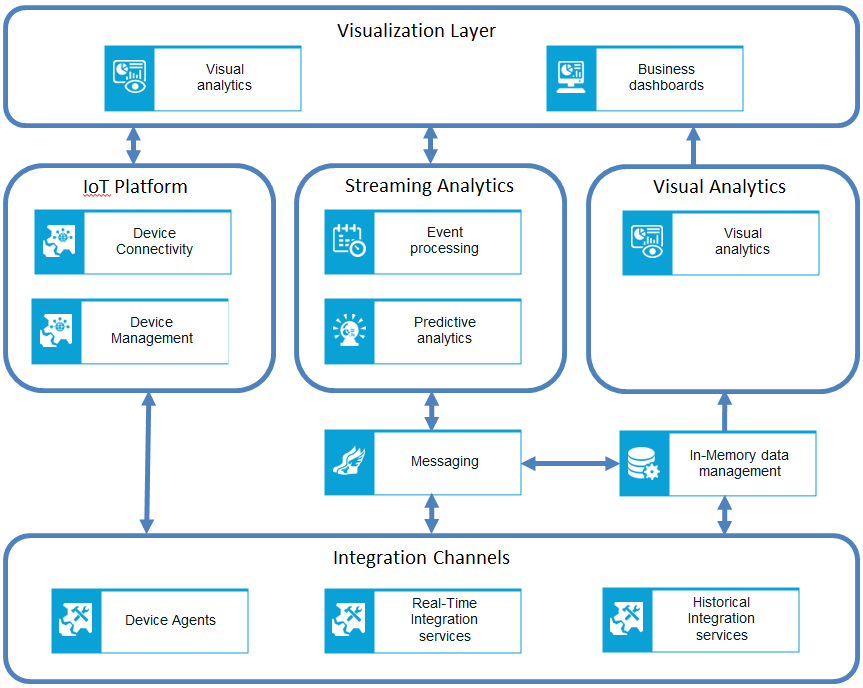 Visualization Layer
Visual
analytics
Business
dashboards
IoT Platform
Device
Connectivity
Device
Management
Streaming Analytics
Event
processing
Predictive
analytics
Visual Analytics
Visual
analytics
Messaging
In-Memory data
management
Integration Channels
Device Agents
Real-Time
Integration
services
Historical
Integration
services